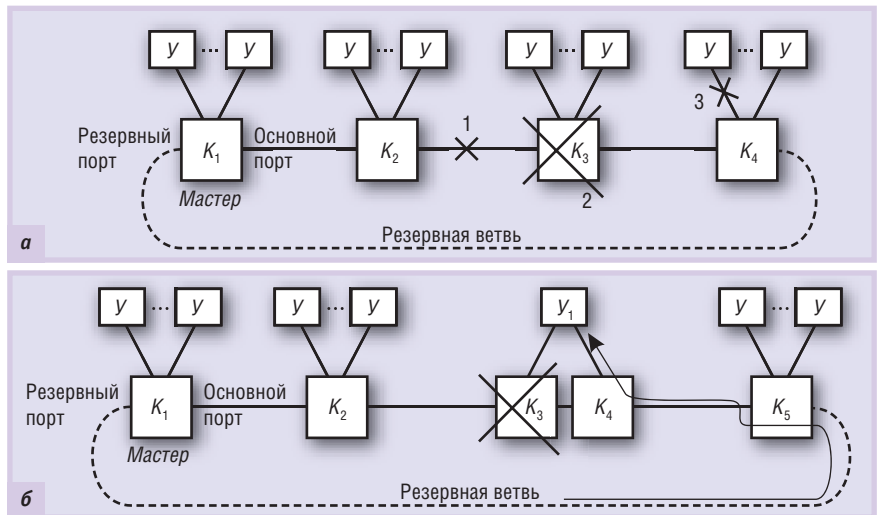 У ... У У ... У У ... У У ... У
1
3
Резервный порт
Основной порт
K1 K2 K3 K4
Мастер
2
Резервная ветвь
а
У ... У У ... У У1 У ... У
Резервный порт
Основной порт
K1 K2 K3 K4 K5
Мастер
Резервная ветвь
б